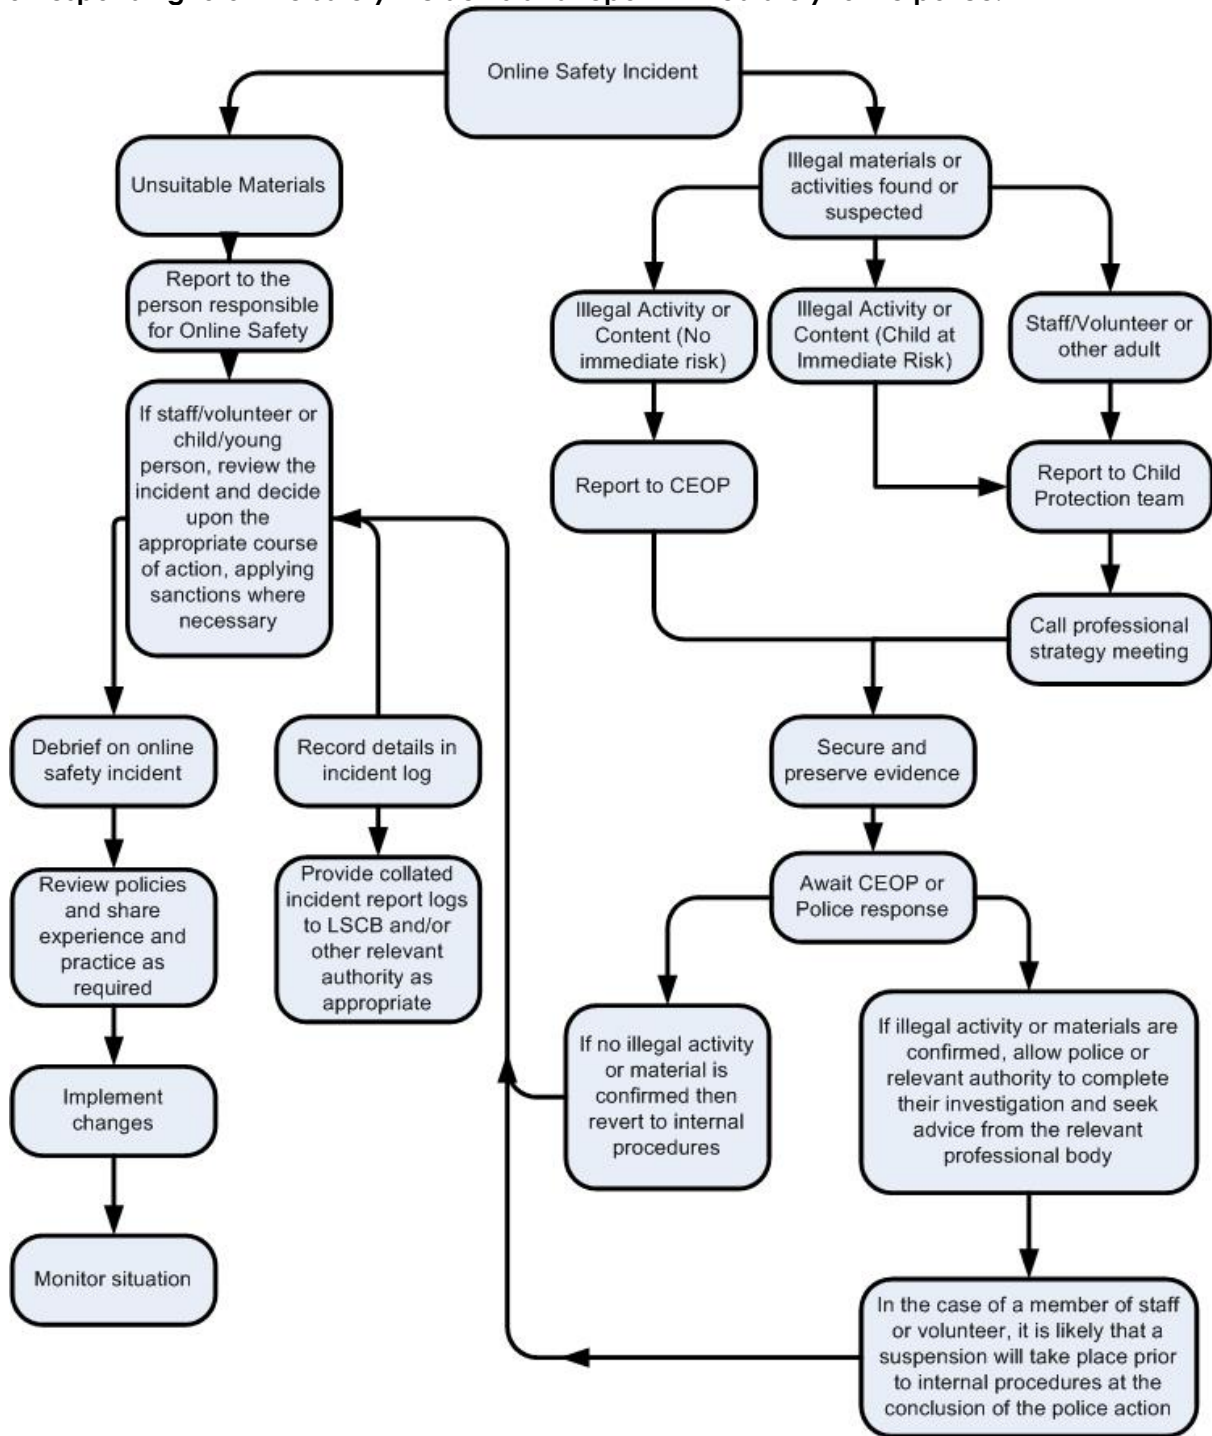 Online Safety Incident
Unsuitable Materials
Report to the
person responsible
for Online Safety
If staff/volunteer or
child/young
person, review the
incident and decide
upon the
appropriate course
of action, applying
sanctions where
necessary
Debrief on online
safety incident
Review policies
and share
experience and
practice as
required
Implement
changes
Monitor situation
Record details in
incident log
Provide collated
incident report logs
to LSCB and/or
other relevant
authority as
appropriate
Illegal materials or
activities found or
suspected
Illegal Activity or
Content (No
immediate risk)
Illegal Activity or
Content (Child at
Immediate Risk)
Staff/Volunteer or
other adult
Report to CEOP
Report to Child
Protection team
Call professional
strategy meeting
Secure and
preserve evidence
Await CEOP or
Police response
If no illegal activity
or material is
confirmed then
revert to internal
procedures
If illegal activity or materials are
confirmed, allow police or
relevant authority to complete
their investigation and seek
advice from the relevant
professional body
In the case of a member of staff
or volunteer, it is likely that a
suspension will take place prior
to internal procedures at the
conclusion of the police action